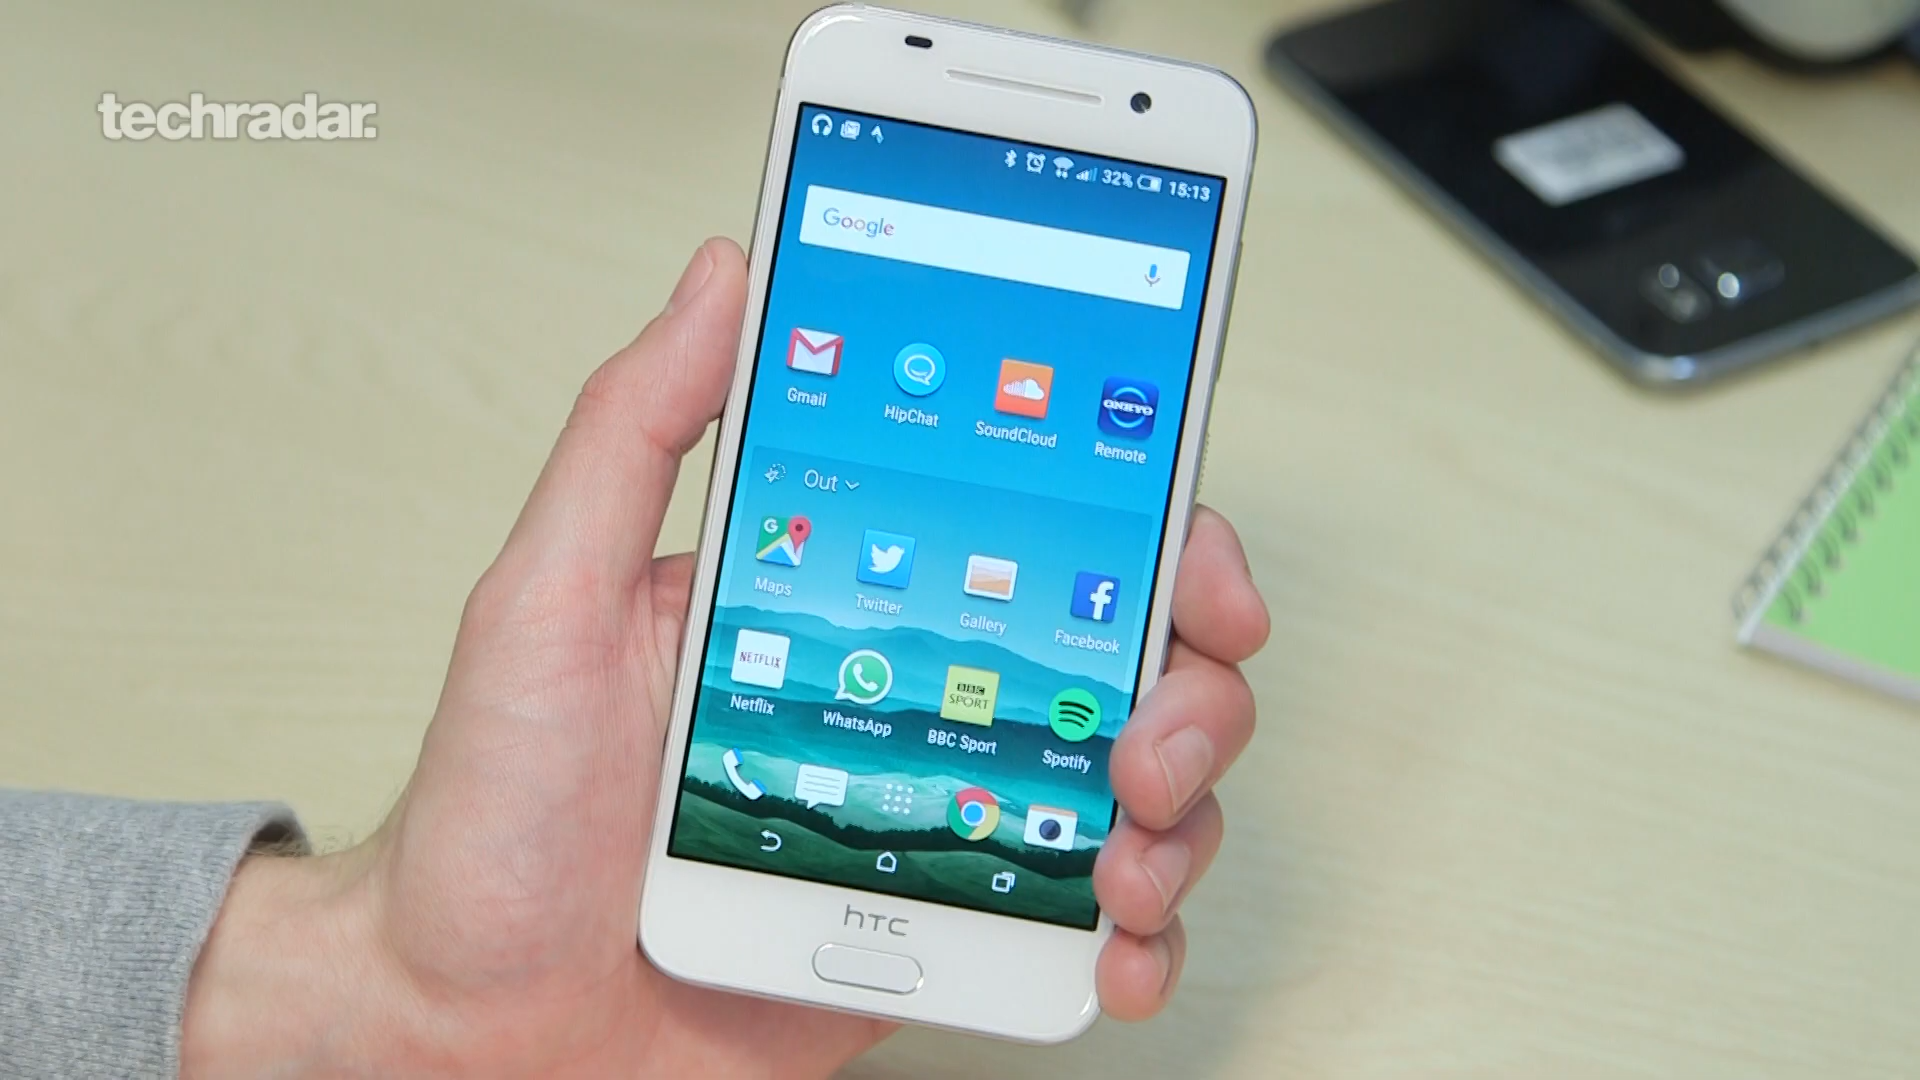 techradar.
32% 15:13
Google
Gmail HipChat SoundCloud ONKYO Remote
Out
G
Maps Twitter Gallery Facebook
NETFLIX
BBC SPORT
Netflix WhatsApp BBC Sport Spotify
hTC